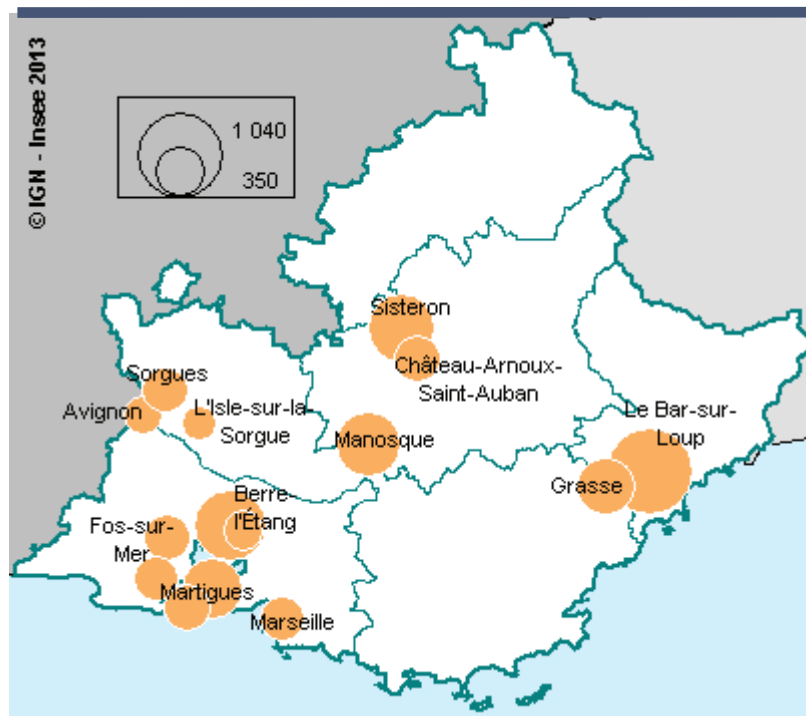 © IGN - Insee 2013
1 040
350
Sisteron
Château-Arnoux-
Saint-Auban
Sorgues
Avignon
L'Isle-sur-la-
Sorgue
Manosque
Le Bar-sur-
Loup
Grasse
Berre-
l'Étang
Fos-sur-
Mer
Martigues
Marseille